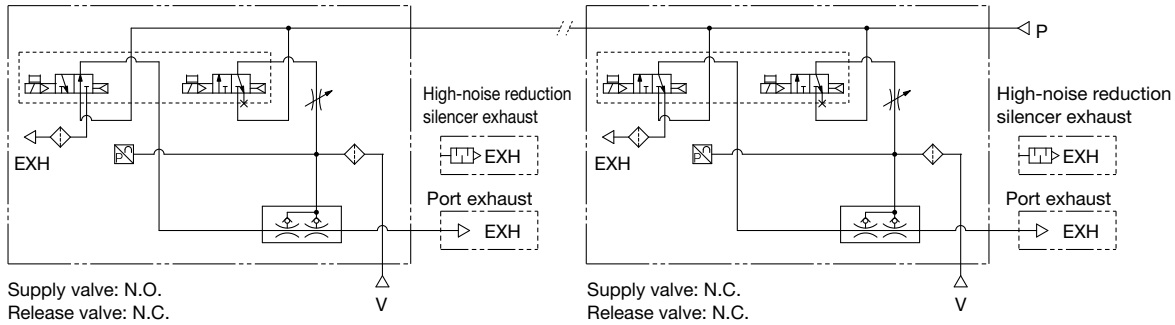 P
High-noise reduction
silencer exhaust
EXH
EXH
P
Port exhaust
EXH
V
Supply valve: N.O.
Release valve: N.C.
High-noise reduction
silencer exhaust
EXH
EXH
P
Port exhaust
EXH
V
Supply valve: N.C.
Release valve: N.C.